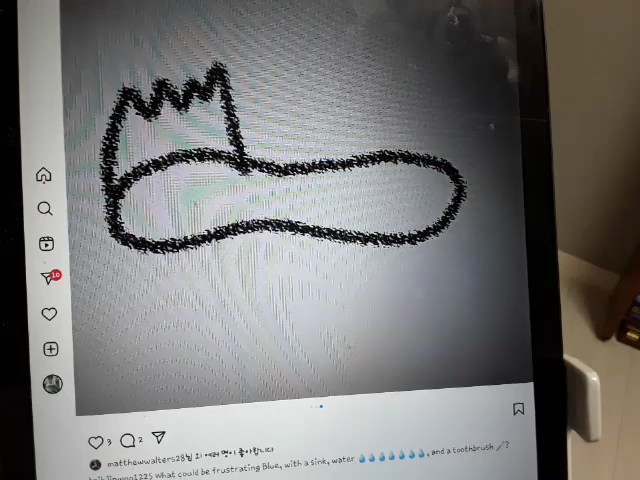 10
3 2
matthewwalters28님 외 여러 명이 좋아합니다
What could be frustrating Blue, with a sink, water 💧💧💧💧💧💧💧, and a toothbrush 🪥?